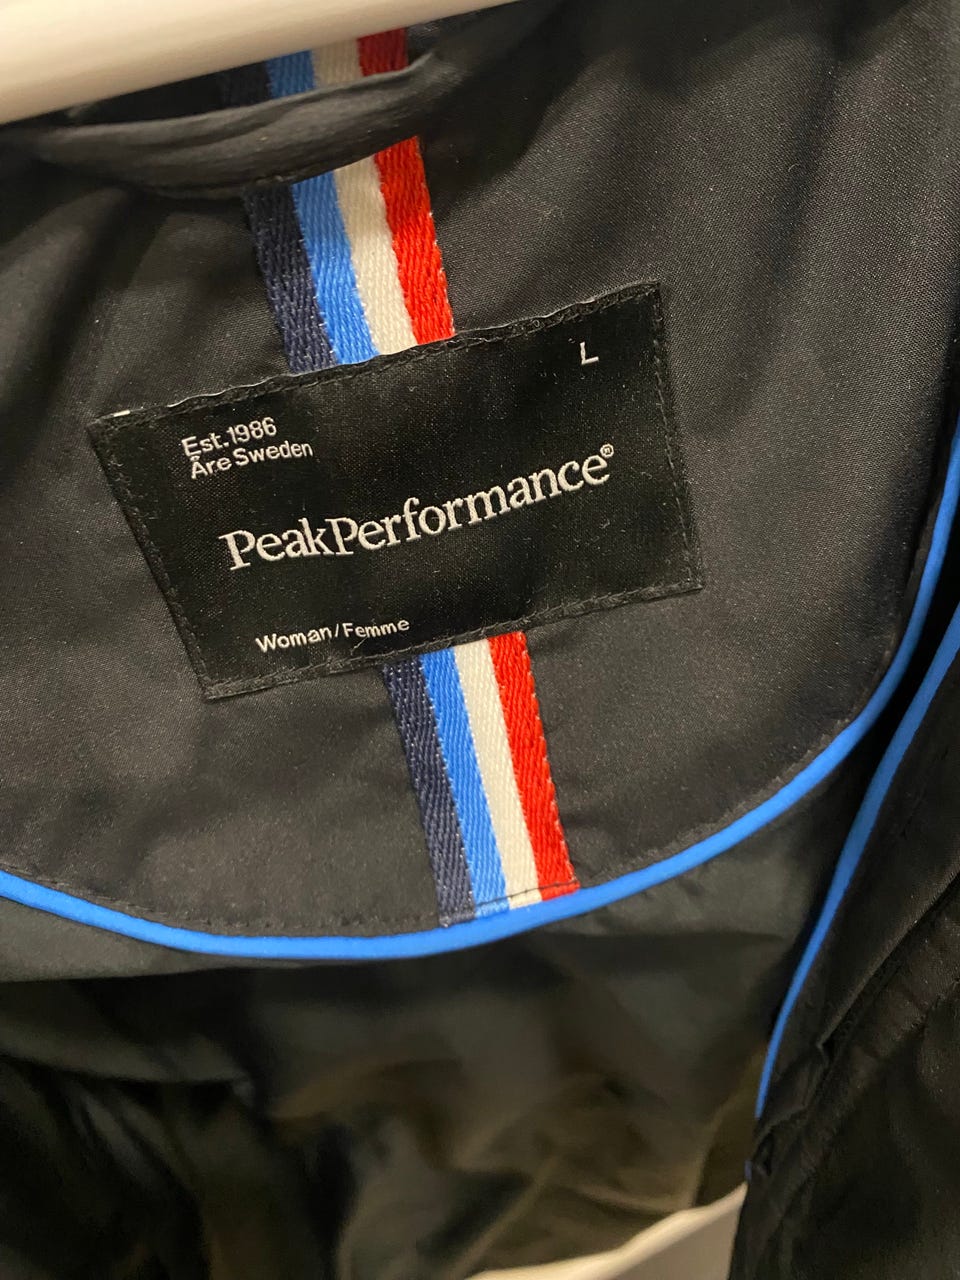 L
Est.1986
Åre Sweden
PeakPerformance®
Woman/Femme